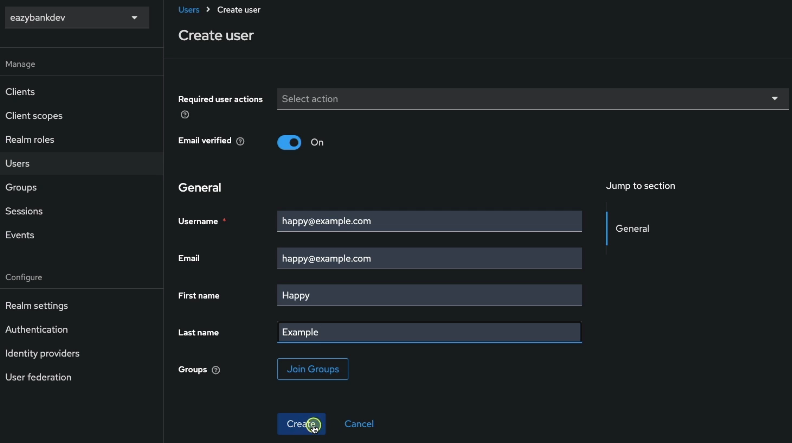 eazybankdev
Manage
Clients
Client scopes
Realm roles
Users
Groups
Sessions
Events
Configure
Realm settings
Authentication
Identity providers
User federation
Users > Create user
Create user
Required user actions
Select action
Email verified
On
General
Username *
happy@example.com
Email
happy@example.com
First name
Happy
Last name
Example
Groups
Join Groups
Create
Cancel
Jump to section
General